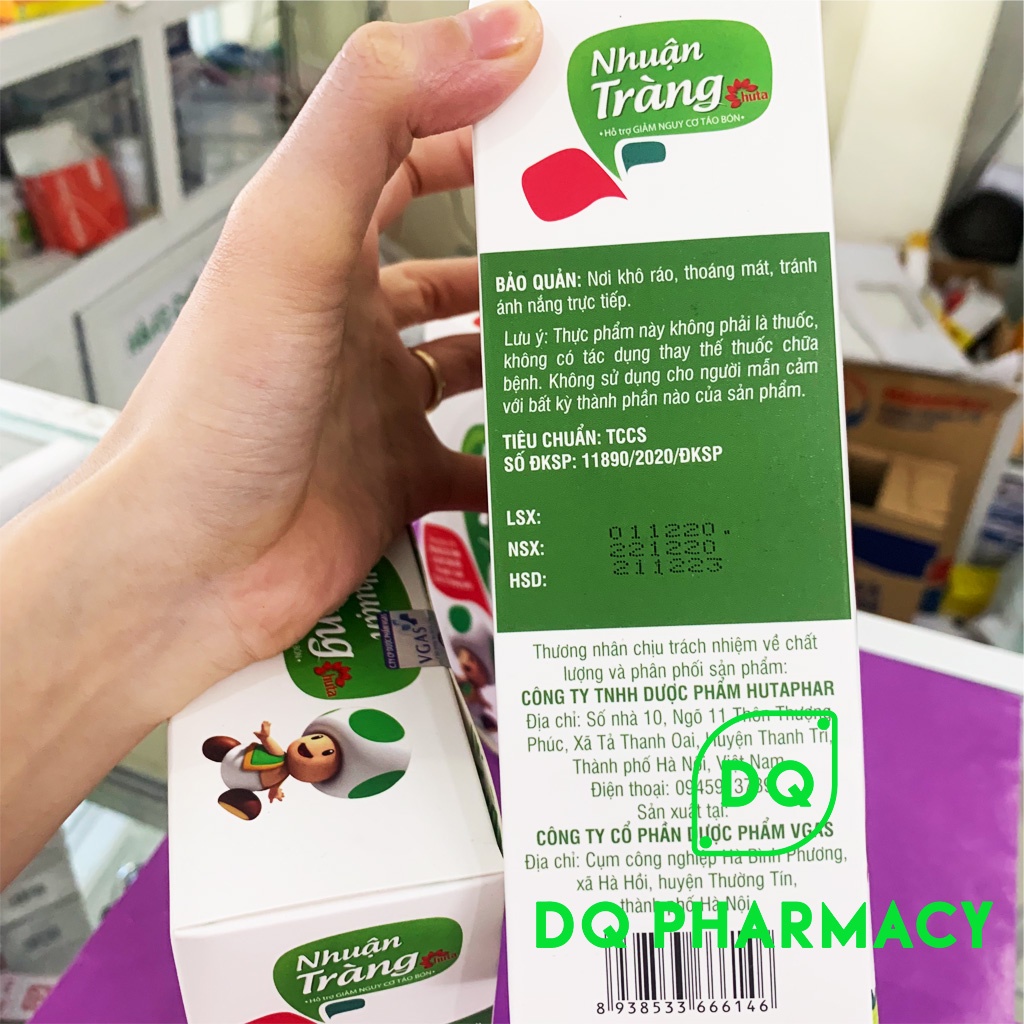 Nhuận
Tràng
huta
•Hỗ trợ GIẢM NGUY CƠ TÁO BÓN•
BẢO QUẢN: Nơi khô ráo, thoáng mát, tránh
ánh nắng trực tiếp.
Lưu ý: Thực phẩm này không phải là thuốc,
không có tác dụng thay thế thuốc chữa
bệnh. Không sử dụng cho người mẫn cảm
với bất kỳ thành phần nào của sản phẩm.
TIÊU CHUẨN: TCCS
SỐ ĐKSP: 11890/2020/ĐKSP
LSX: 011220.
NSX: 221220
HSD: 211223
Thương nhân chịu trách nhiệm về chất
lượng và phân phối sản phẩm:
CÔNG TY TNHH DƯỢC PHẨM HUTAPHAR
Địa chỉ: Số nhà 10, Ngõ 11 Thôn Thượng
Phúc, Xã Tả Thanh Oai, Huyện Thanh Trì,
Thành phố Hà Nội, Việt Nam
Điện thoại:
Sản xuất tại:
CÔNG TY CỔ PHẦN DƯỢC PHẨM VGAS
Địa chỉ: Cụm công nghiệp Hà Bình Phương,
xã Hà Hồi, huyện Thường Tín,
thành phố Hà Nội
8 938533 666146
DQ
DQ PHARMACY
VGAS
Nhuận
Tràng
huta
•Hỗ trợ GIẢM NGUY CƠ TÁO BÓN•